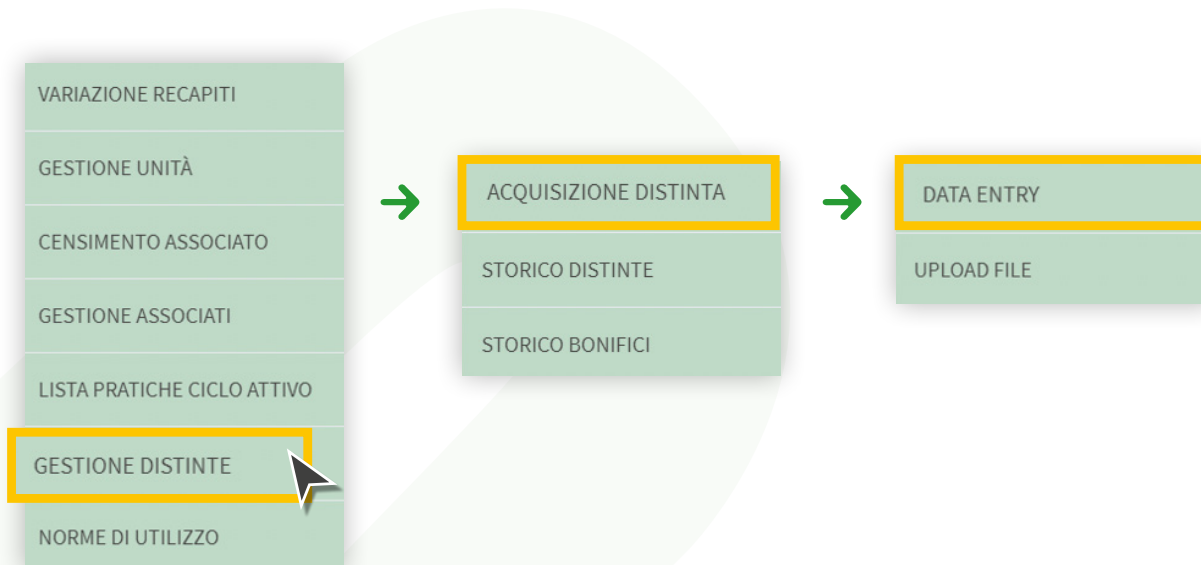 VARIAZIONE RECAPITI
GESTIONE UNITÀ
CENSIMENTO ASSOCIATO
GESTIONE ASSOCIATI
LISTA PRATICHE CICLO ATTIVO
GESTIONE DISTINTE
NORME DI UTILIZZO
ACQUISIZIONE DISTINTA
STORICO DISTINTE
STORICO BONIFICI
DATA ENTRY
UPLOAD FILE